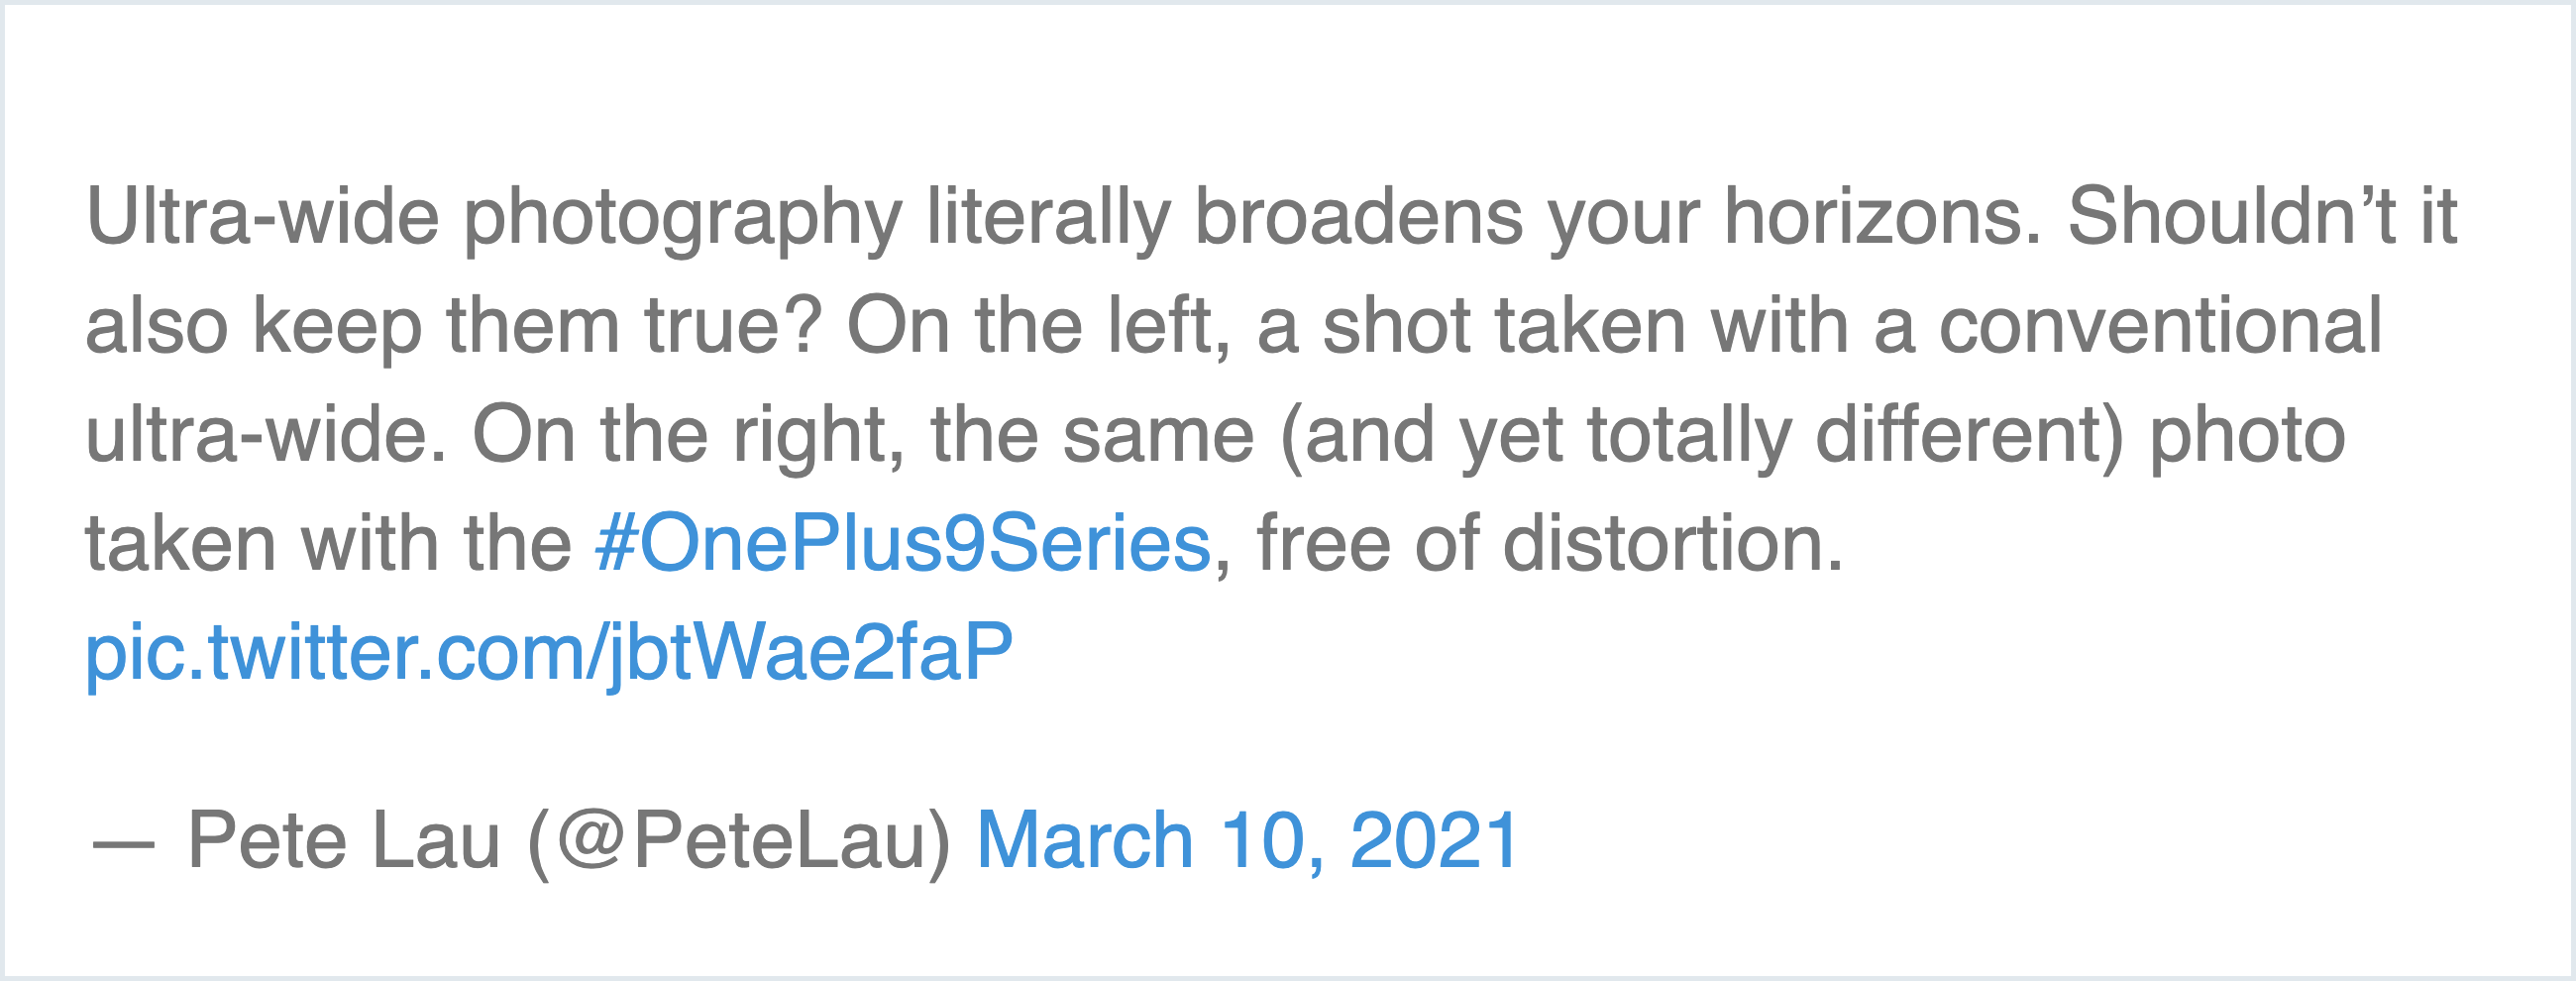 Ultra-wide photography literally broadens your horizons. Shouldn’t it
also keep them true? On the left, a shot taken with a conventional
ultra-wide. On the right, the same (and yet totally different) photo
taken with the #OnePlus9Series, free of distortion.
pic.twitter.com/jbtWae2faP
— Pete Lau (@PeteLau) March 10, 2021